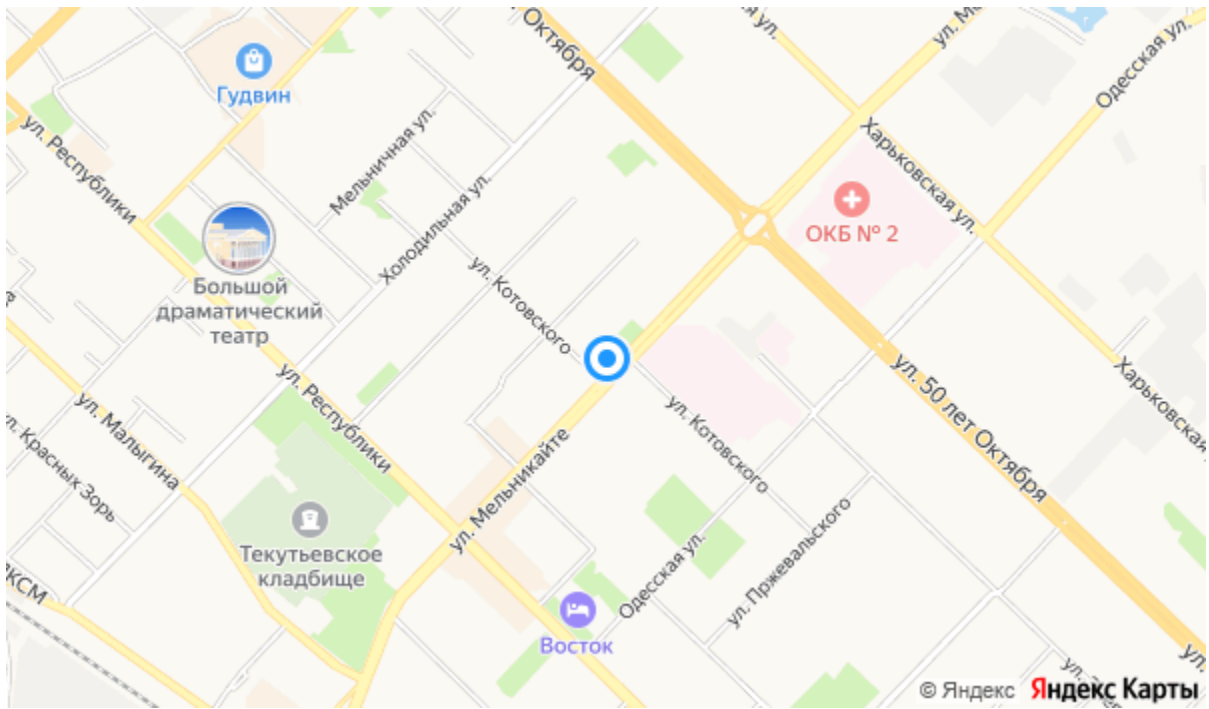 Октября
ул. Ме
Одесская ул.
Гудвин
ул. Республики
Мельничная ул.
Харьковская ул.
Холодильная ул.
ОКБ № 2
Большой
драматический
театр
ул. Котовского
ул. 50 лет Октября
Харьковская
ул. Республики
ул. Малыгина
ул. Котовского
ул. Мельникайте
л. Красных Зорь
Текутьевское
кладбище
Одесская ул.
ул. Пржевальского
КСМ
Восток
ул.
ул.
© Яндекс Яндекс Карты